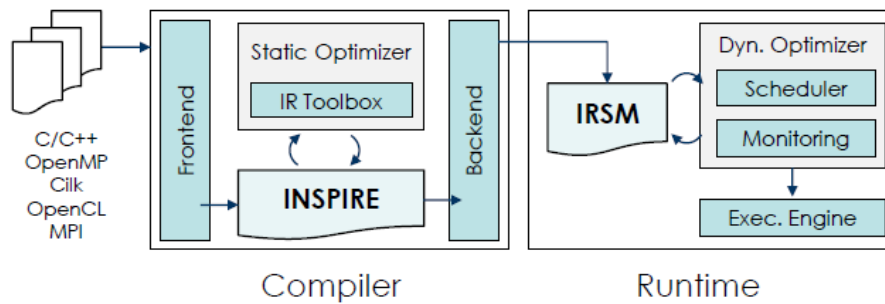 C/C++
OpenMP
Cilk
OpenCL
MPI
Frontend
Static Optimizer
IR Toolbox
INSPIRE
Backend
Compiler
IRSM
Dyn. Optimizer
Scheduler
Monitoring
Exec. Engine
Runtime